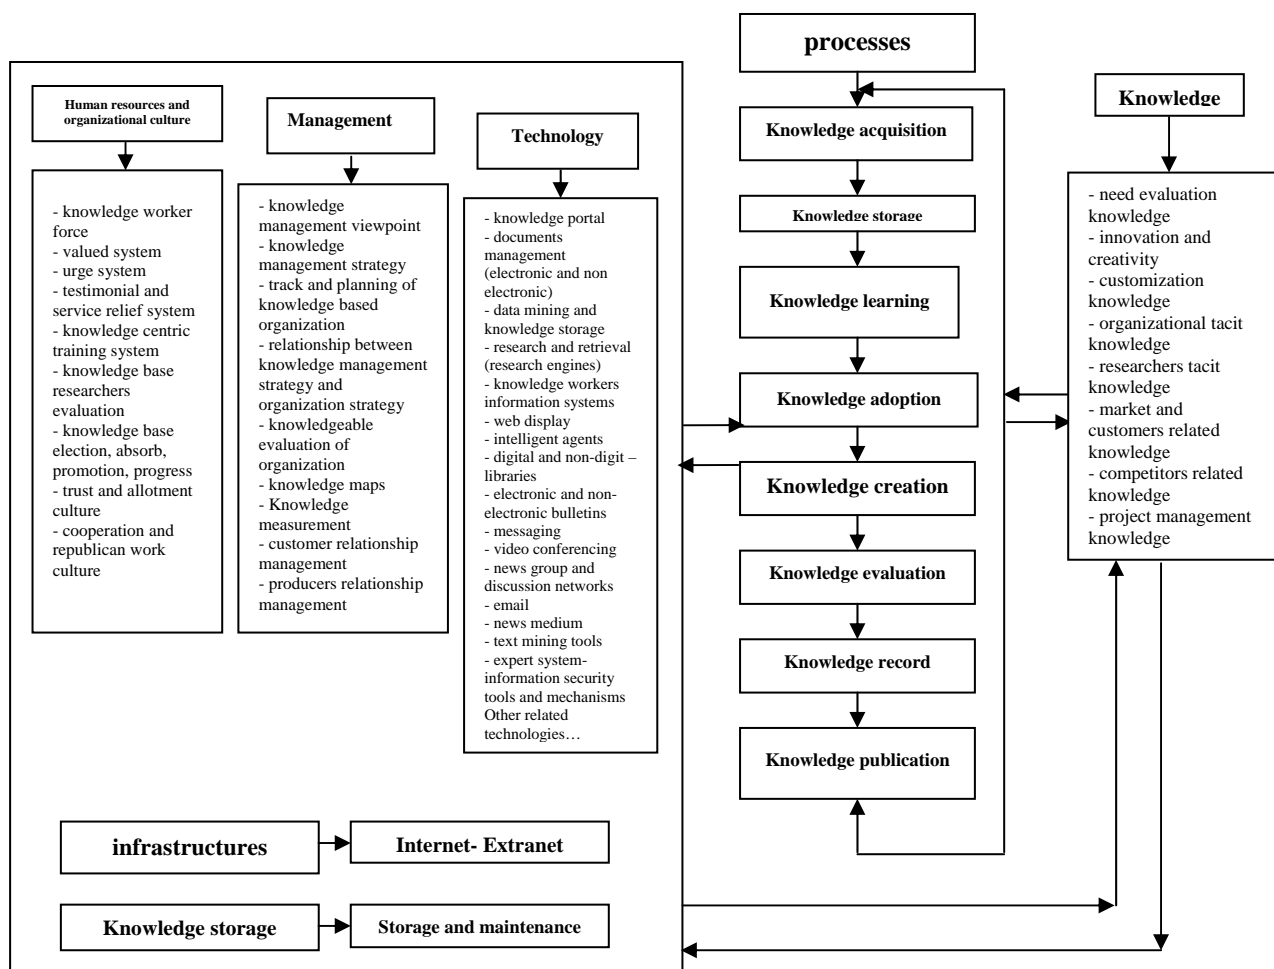 processes
Human resources and
organizational culture
Management
Technology
Knowledge
- knowledge worker
force
- valued system
- urge system
- testimonial and
service relief system
- knowledge centric
training system
- knowledge base
researchers
evaluation
- knowledge base
election, absorb,
promotion, progress
- trust and allotment
culture
- cooperation and
republican work
culture
- knowledge
management viewpoint
- knowledge
management strategy
- track and planning of
knowledge based
organization
- relationship between
knowledge management
strategy and
organization strategy
- knowledgeable
evaluation of
organization
- knowledge maps
- Knowledge
measurement
- customer relationship
management
- producers relationship
management
- knowledge portal
- documents
management
(electronic and non
electronic)
- data mining and
knowledge storage
- research and retrieval
(research engines)
- knowledge workers
information systems
- web display
- intelligent agents
- digital and non-digit –
libraries
- electronic and non-
electronic bulletins
- messaging
- video conferencing
- news group and
discussion networks
- email
- news medium
- text mining tools
- expert system-
information security
tools and mechanisms
Other related
technologies…
Knowledge acquisition
Knowledge storage
Knowledge learning
Knowledge adoption
Knowledge creation
Knowledge evaluation
Knowledge record
Knowledge publication
- need evaluation
knowledge
- innovation and
creativity
- customization
knowledge
- organizational tacit
knowledge
- researchers tacit
knowledge
- market and
customers related
knowledge
- competitors related
knowledge
- project management
knowledge
infrastructures
Internet- Extranet
Knowledge storage
Storage and maintenance